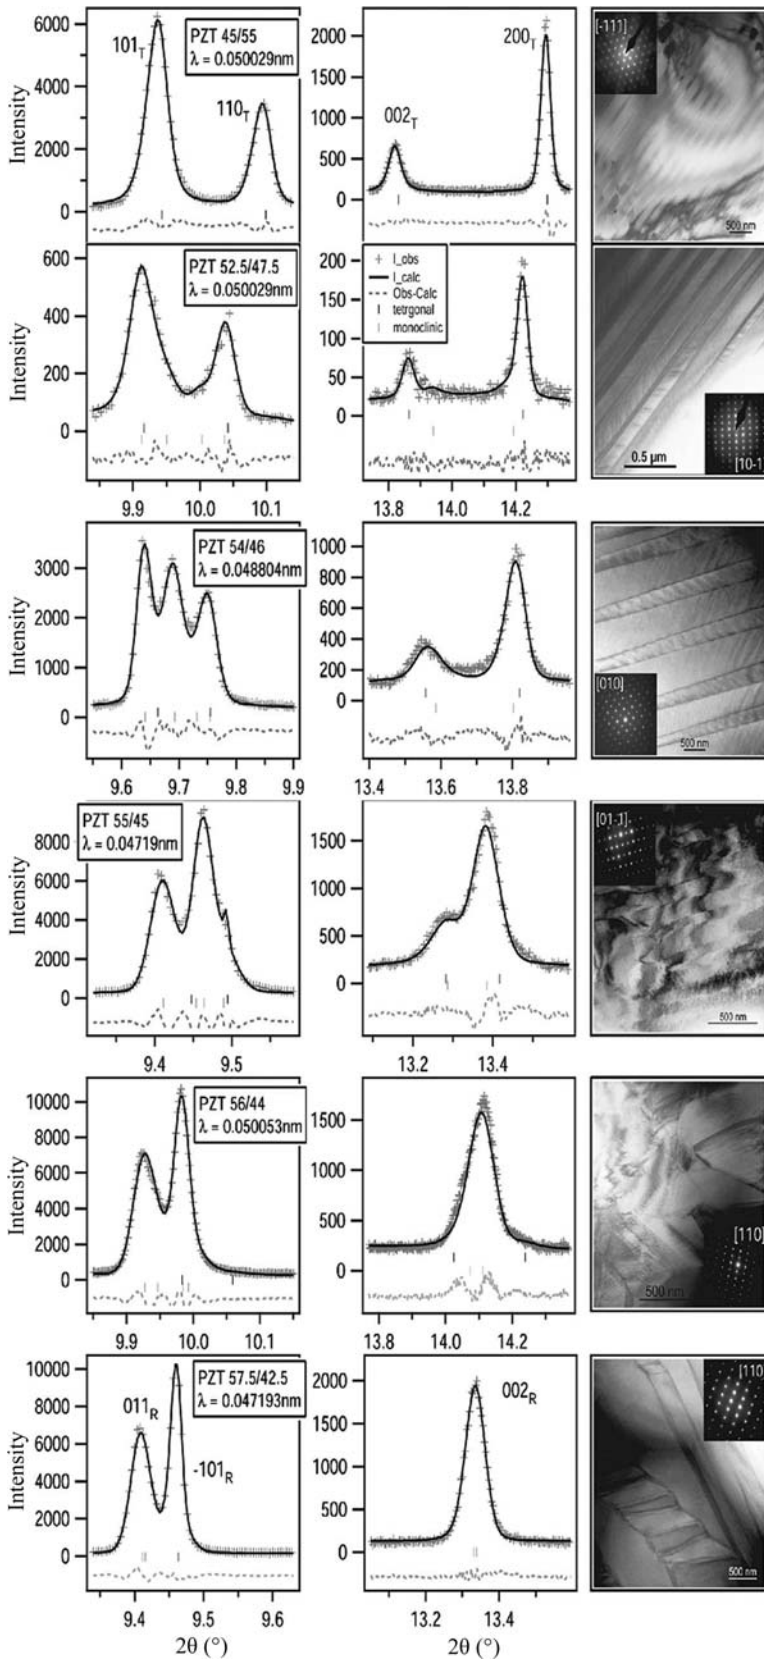 6000
4000
2000
0
Intensity
101T
110T
PZT 45/55
λ = 0.050029nm
2000
1500
1000
500
0
002T
200T
[-111]
500 nm
600
400
200
0
Intensity
PZT 52.5/47.5
λ = 0.050029nm
9.9 10.0 10.1
200
150
100
50
0
I_obs
I_calc
Obs-Calc
tetrgonal
monoclinic
13.8 14.0 14.2
0.5 µm
[10-1]
3000
2000
1000
0
Intensity
PZT 54/46
λ = 0.048804nm
9.6 9.7 9.8 9.9
1000
800
600
400
200
0
13.4 13.6 13.8
[010]
500 nm
8000
6000
4000
2000
0
Intensity
PZT 55/45
λ = 0.04719nm
9.4 9.5
1500
1000
500
0
13.2 13.4
[01-1]
500 nm
10000
8000
6000
4000
2000
0
Intensity
PZT 56/44
λ = 0.050053nm
9.9 10.0 10.1
1500
1000
500
0
13.8 14.0 14.2
[110]
500 nm
10000
8000
6000
4000
2000
0
Intensity
011R
-101R
PZT 57.5/42.5
λ = 0.047193nm
9.4 9.5 9.6
2θ (°)
2000
1500
1000
500
0
002R
13.2 13.4
2θ (°)
[110]
500 nm